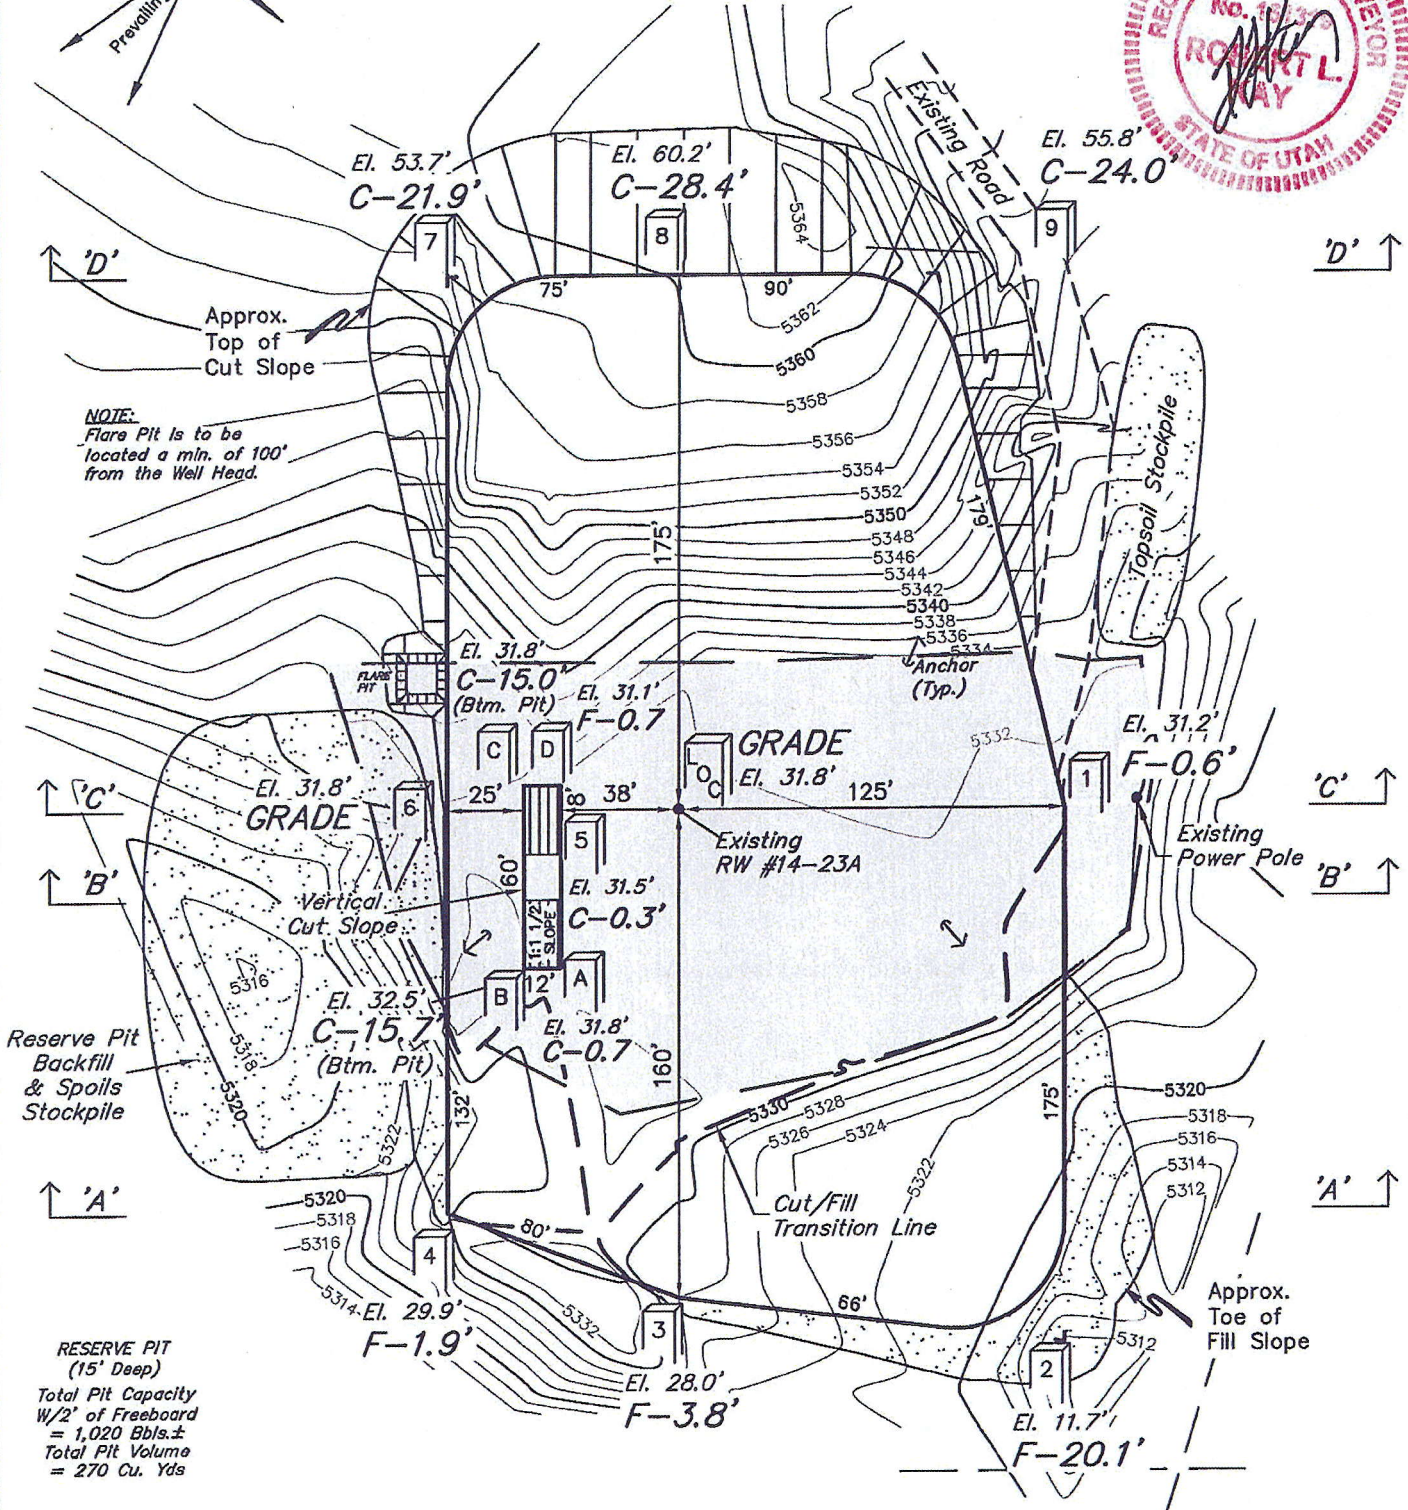 Prevailing
NO.
ROBERT L.
KAY
STATE OF UTAH
Existing Road
El. 53.7'
C-21.9'
El. 60.2'
C-28.4'
El. 55.8'
C-24.0'
7
8
9
5364
'D'
'D'
75'
90'
Approx.
Top of
Cut Slope
5362
5360
5358
5356
5354
5352
5350
5348
5346
5344
5342
5340
5338
5336
5334
NOTE:
Flare Pit is to be
located a min. of 100'
from the Well Head.
175'
179'
Topsoil Stockpile
FLARE
PIT
El. 31.8'
C-15.0'
(Btm. Pit)
El. 31.1'
F-0.7
Anchor
(Typ.)
C
D
LOC
GRADE
El. 31.8'
5332
1
El. 31.2'
F-0.6'
'C'
El. 31.8'
GRADE
6
25'
8'
38'
125'
'C'
5
Existing
RW #14-23A
Existing
Power Pole
60'
'B'
Vertical
Cut Slope
El. 31.5'
C-0.3'
'B'
1:1 1/2
SLOPE
12'
B
A
5316
5318
5320
El. 32.5'
C-15.7'
(Btm. Pit)
El. 31.8'
C-0.7
Reserve Pit
Backfill
& Spoils
Stockpile
160'
132'
175'
5322
5330
5328
5326
5324
5322
5320
5318
5316
5314
5312
'A'
'A'
5320
5318
5316
5314
80'
Cut/Fill
Transition Line
4
El. 29.9'
F-1.9'
5332
3
66'
El. 28.0'
F-3.8'
2
5312
El. 11.7'
F-20.1'
Approx.
Toe of
Fill Slope
RESERVE PIT
(15' Deep)
Total Pit Capacity
W/2' of Freeboard
= 1,020 Bbls.±
Total Pit Volume
= 270 Cu. Yds